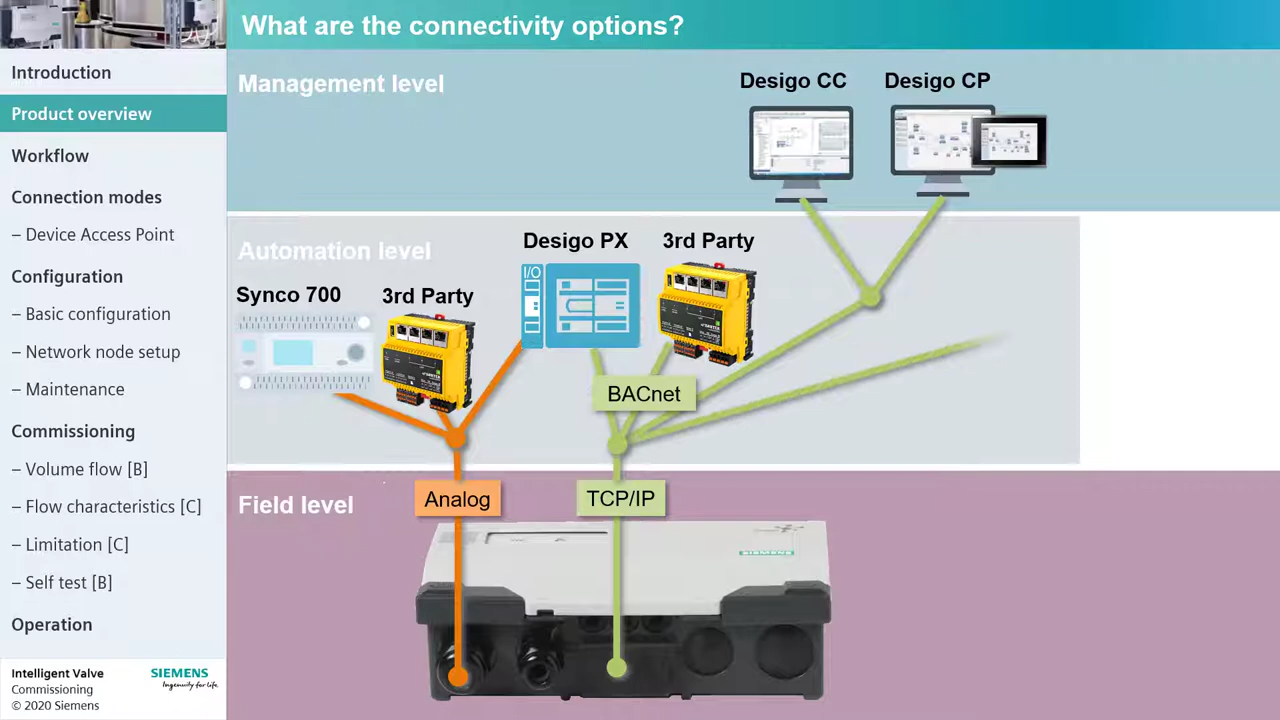 What are the connectivity options?
Introduction
Product overview
Workflow
Connection modes
– Device Access Point
Configuration
– Basic configuration
– Network node setup
– Maintenance
Commissioning
– Volume flow [B]
– Flow characteristics [C]
– Limitation [C]
– Self test [B]
Operation
Intelligent Valve
Commissioning
© 2020 Siemens
SIEMENS
Ingenuity for life
Management level
Desigo CC
Desigo CP
Automation level
Desigo PX
3rd Party
I/O
Synco 700
3rd Party
BACnet
Field level
Analog
TCP/IP
SIEMENS